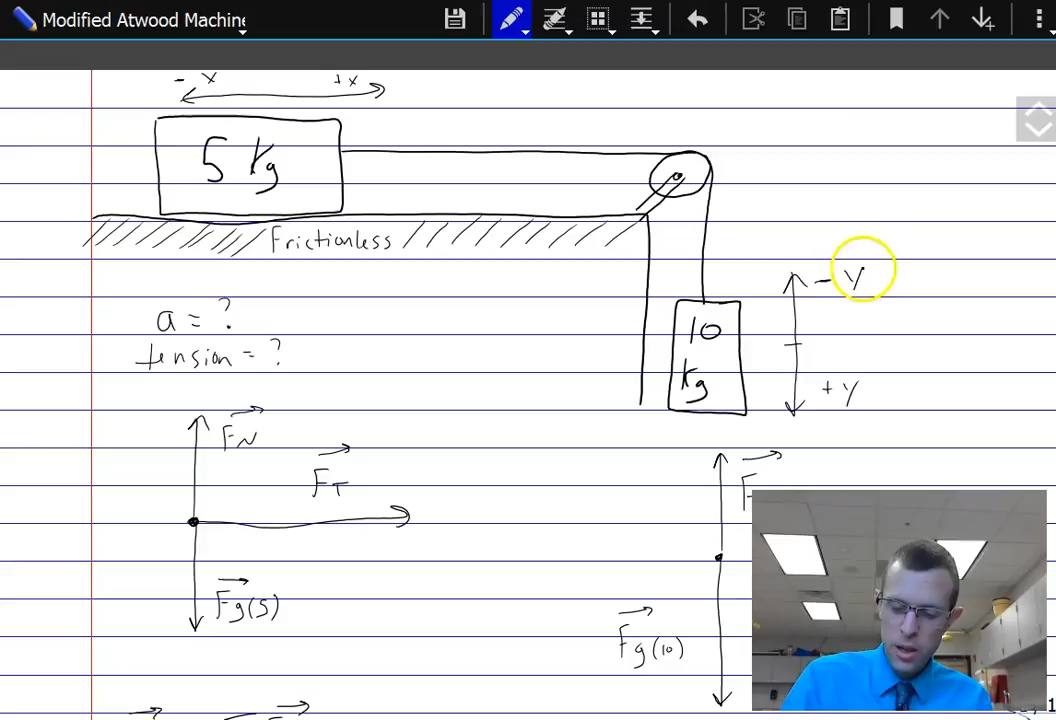 Modified Atwood Machine
- x +x
5 kg
Frictionless
- y
10
kg
a = ?
tension = ?
+ y
FN
FT
Fg(5)
Fg(10)